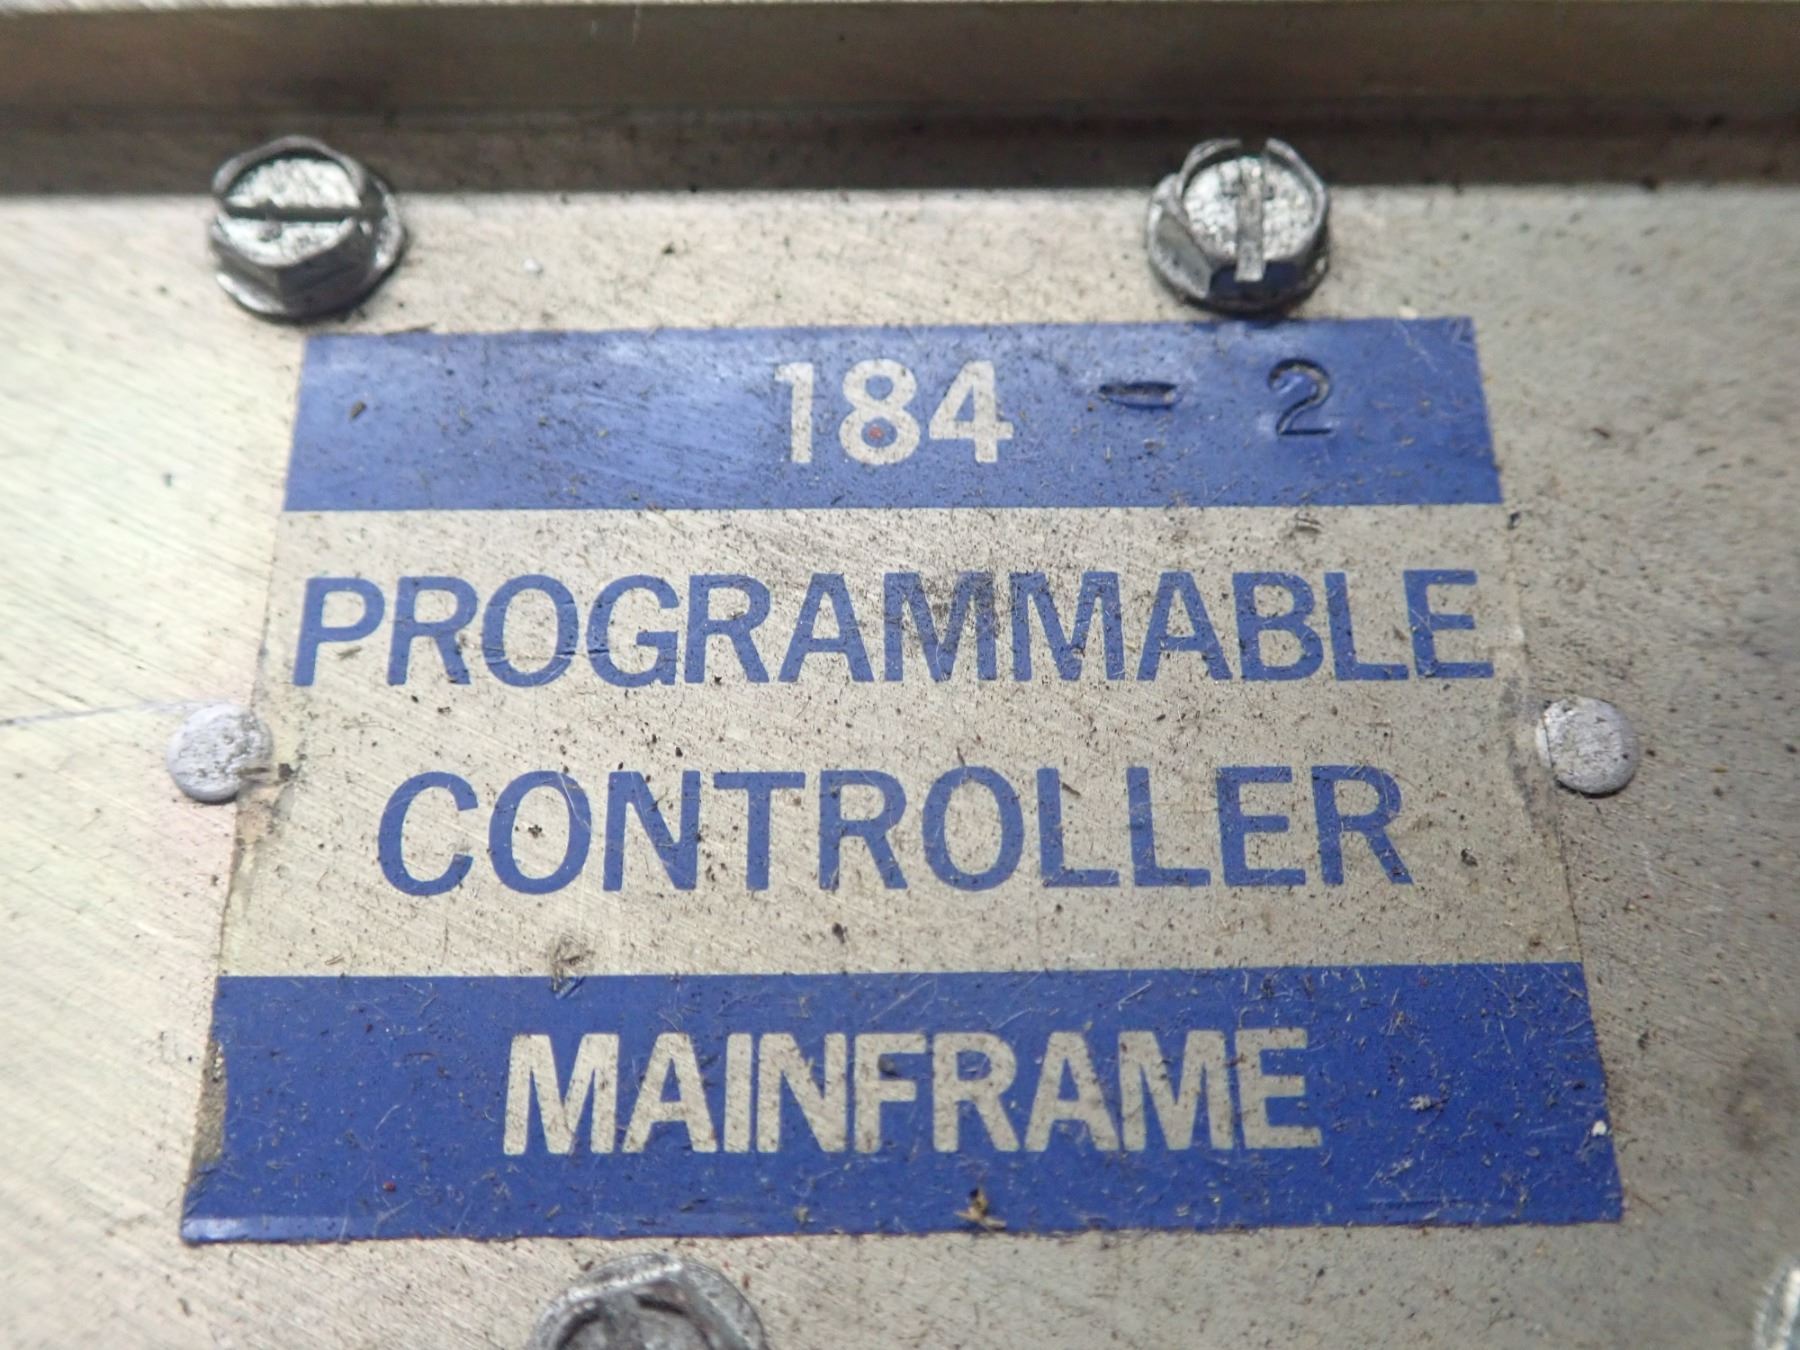 184 - 2
PROGRAMMABLE
CONTROLLER
MAINFRAME